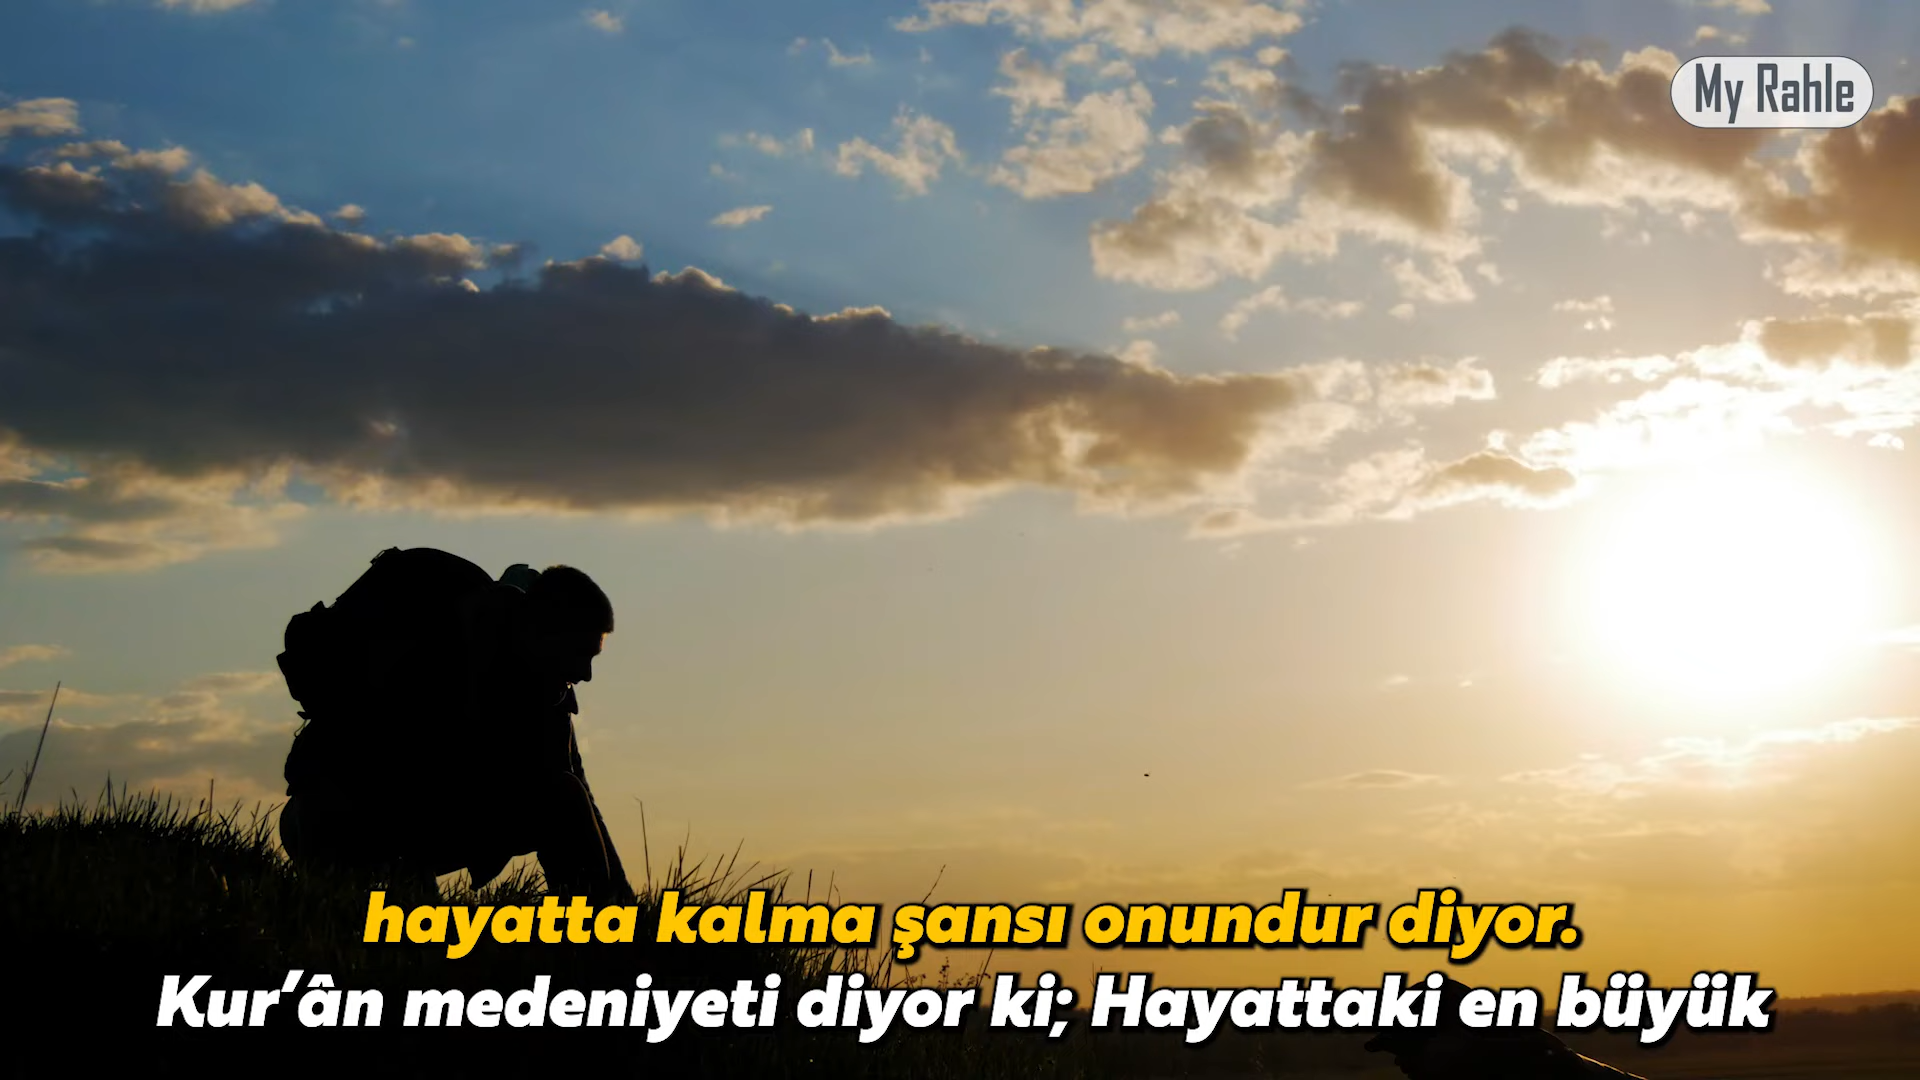 My Rahle
hayatta kalma şansı onundur diyor.
Kur'ân medeniyeti diyor ki; Hayattaki en büyük